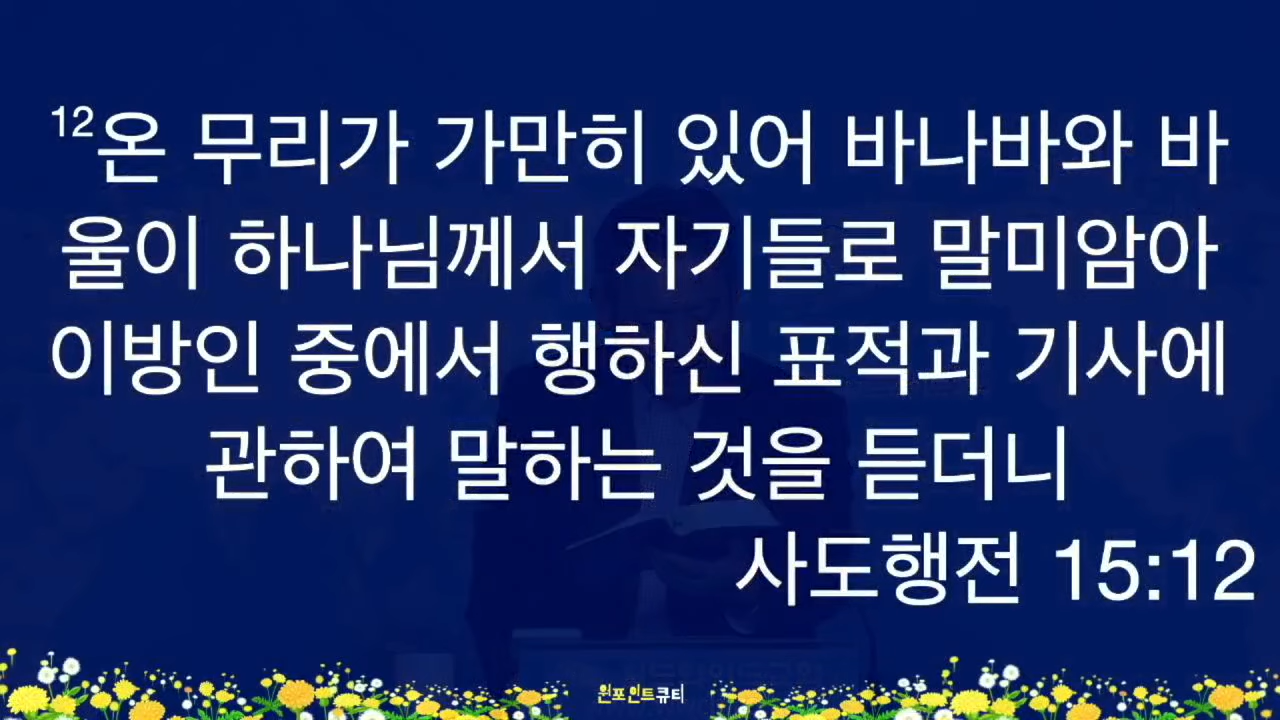 12온 무리가 가만히 있어 바나바와 바
울이 하나님께서 자기들로 말미암아
이방인 중에서 행하신 표적과 기사에
관하여 말하는 것을 듣더니
사도행전 15:12
원포인트큐티